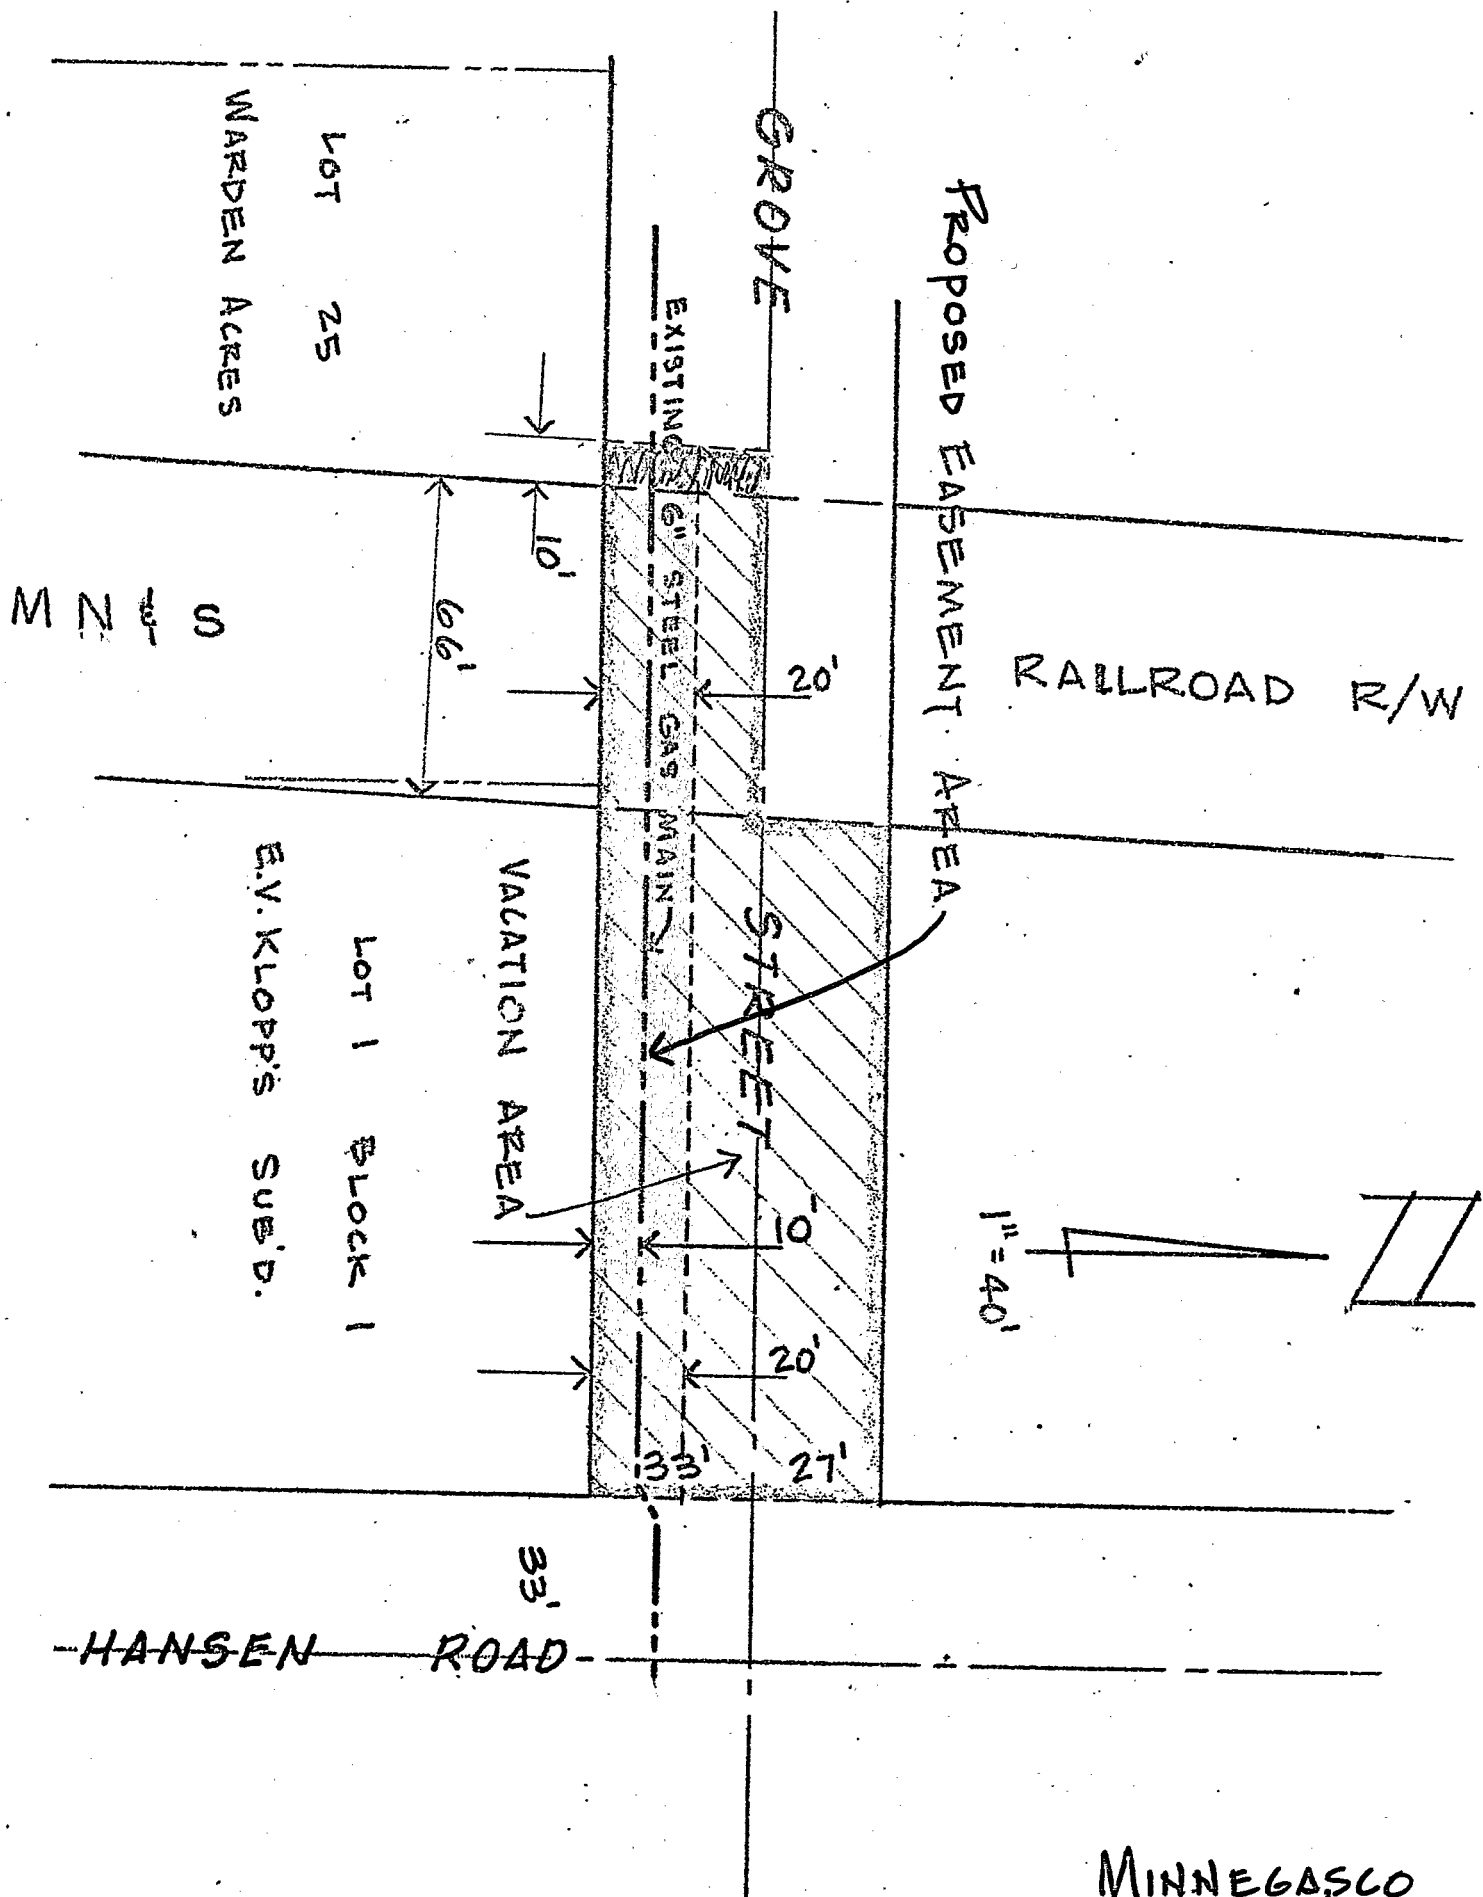 GROVE STREET
PROPOSED EASEMENT AREA
LOT 25
WARDEN ACRES
EXISTING 6" STEEL GAS MAIN
10'
66'
MN & S
RAILROAD R/W
20'
VACATION AREA
LOT 1 BLOCK 1
E.V. KLOPP'S SUB'D.
10'
1" = 40'
N
20'
33'
27'
33'
HANSEN ROAD
MINNEGASCO